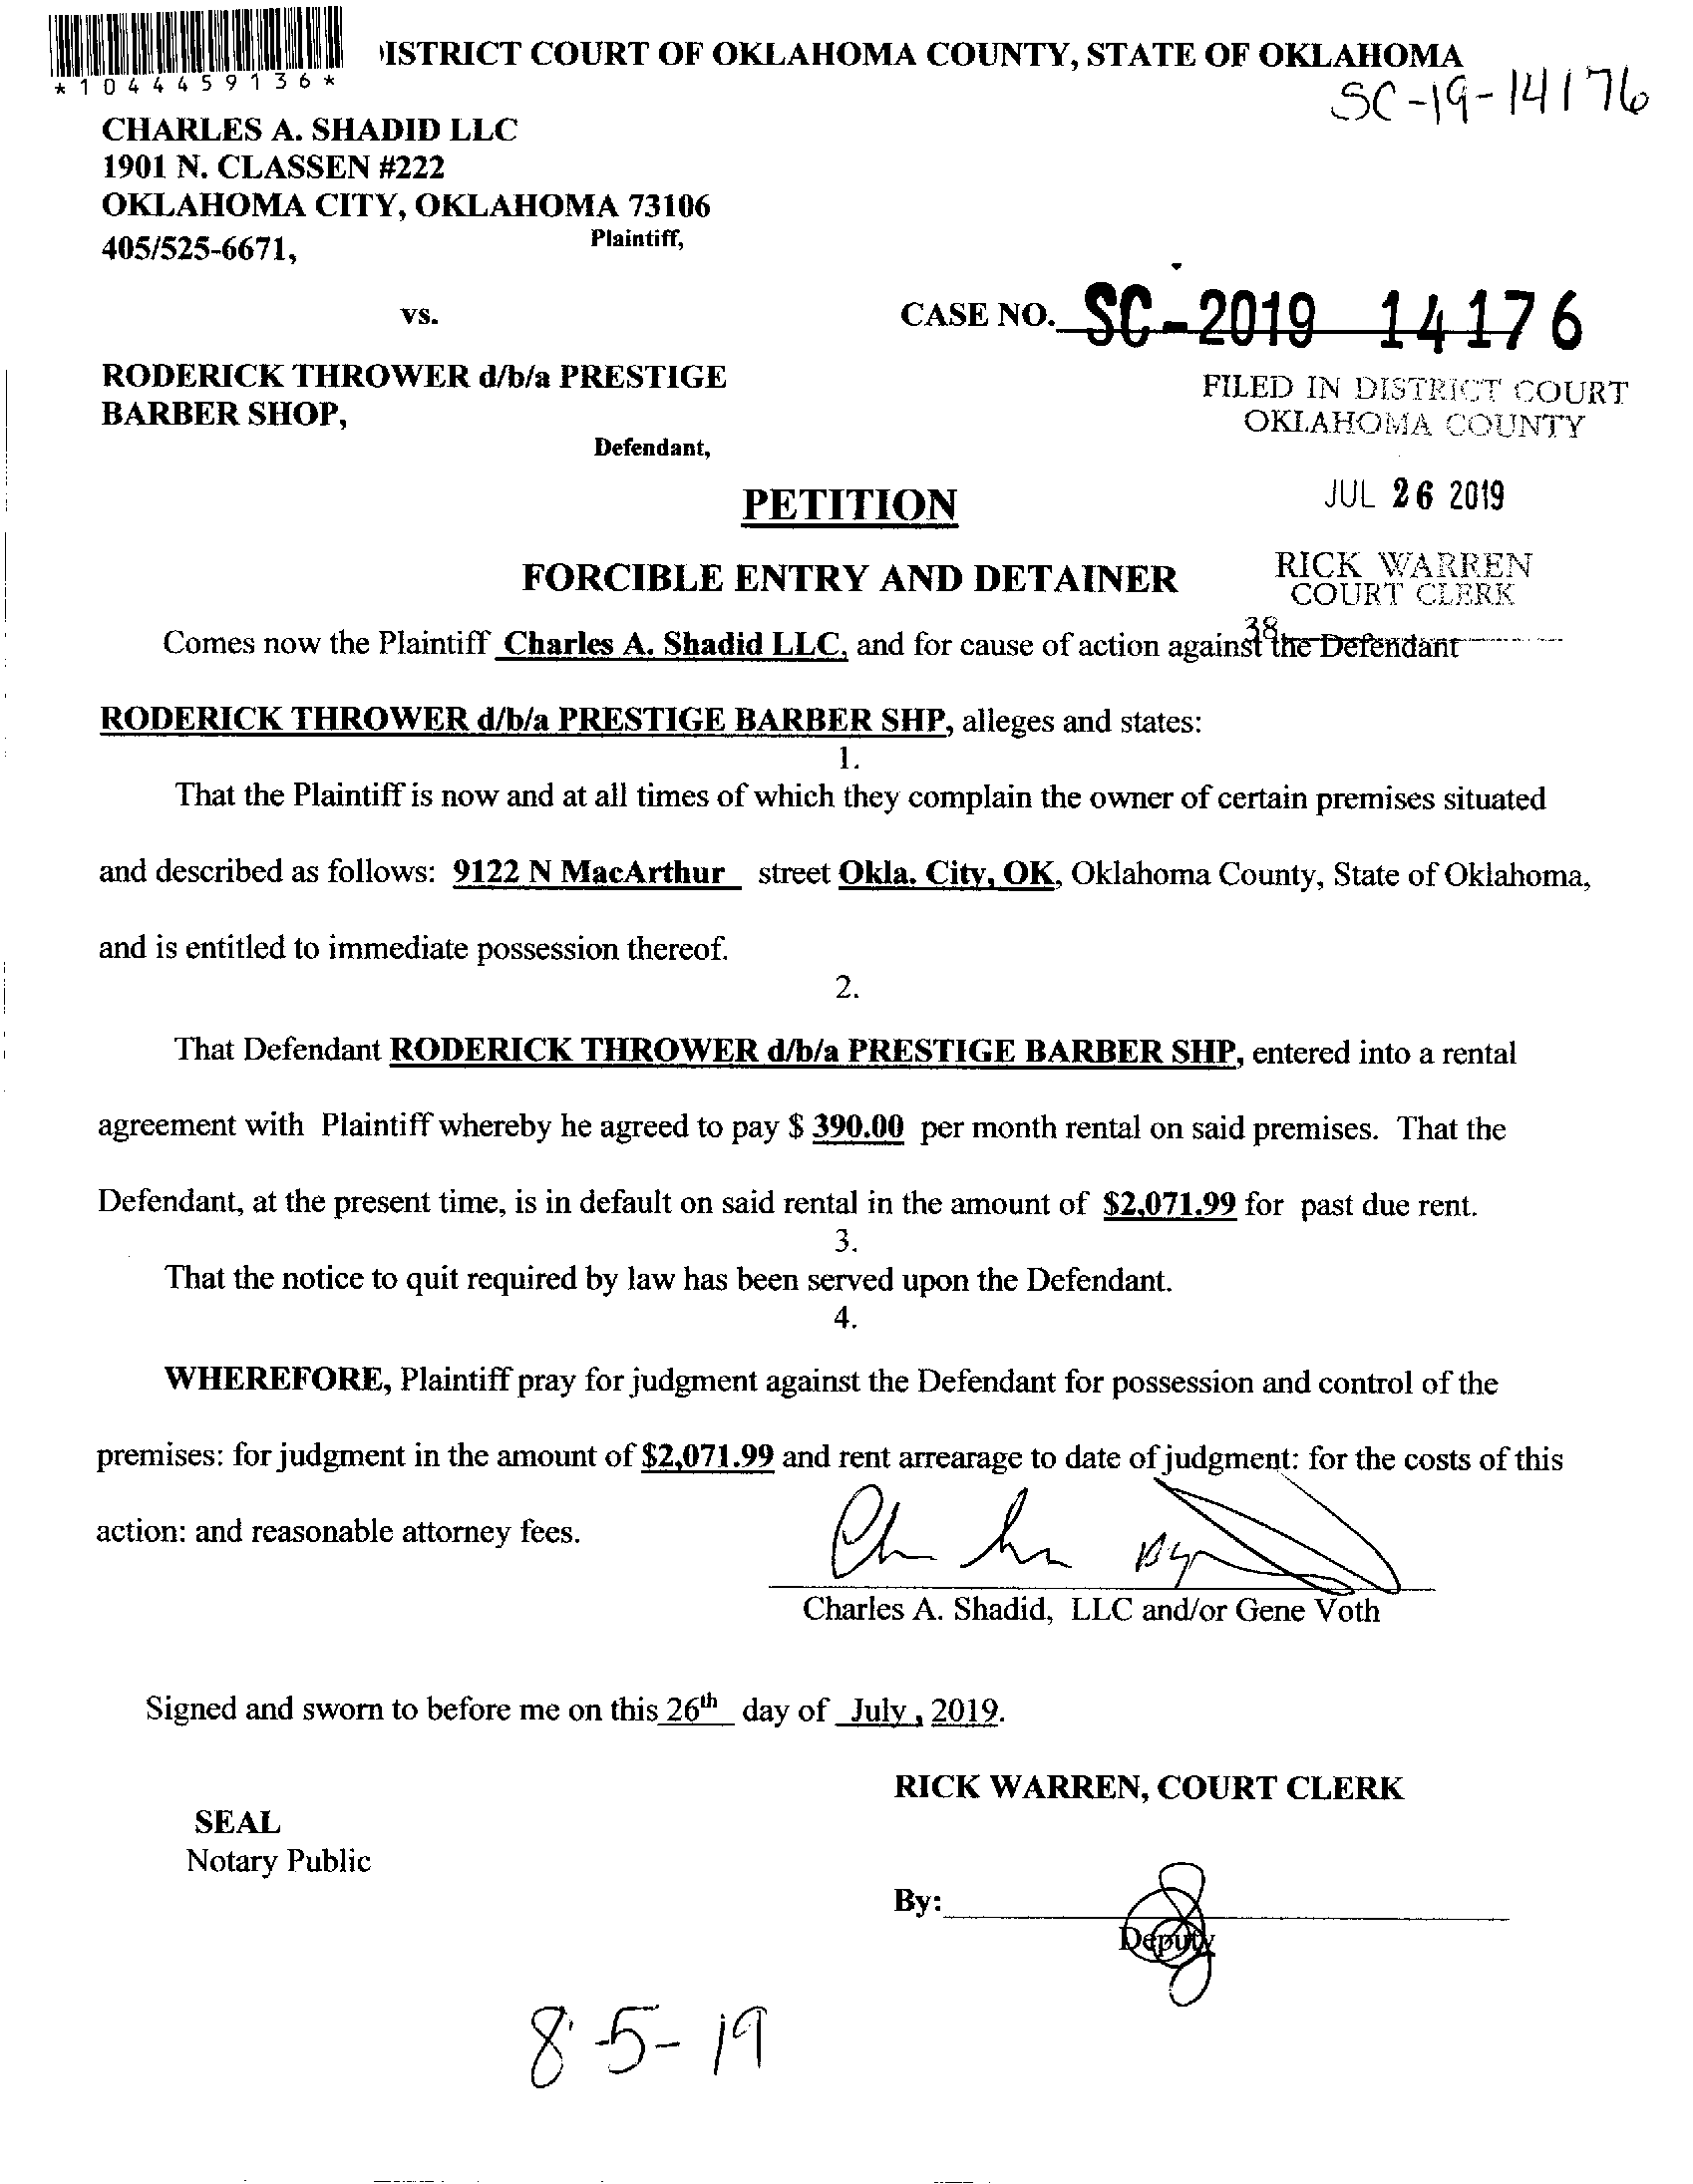 *1044459136*
ISTRICT COURT OF OKLAHOMA COUNTY, STATE OF OKLAHOMA
SC-19-14176
CHARLES A. SHADID LLC
1901 N. CLASSEN #222
OKLAHOMA CITY, OKLAHOMA 73106
405/525-6671,
Plaintiff,
vs.
CASE NO. SC-2019 14176
RODERICK THROWER d/b/a PRESTIGE
BARBER SHOP,
FILED IN DISTRICT COURT
OKLAHOMA COUNTY
Defendant,
JUL 26 2019
PETITION
RICK WARREN
COURT CLERK
FORCIBLE ENTRY AND DETAINER
38
Comes now the Plaintiff Charles A. Shadid LLC, and for cause of action against the Defendant
RODERICK THROWER d/b/a PRESTIGE BARBER SHP, alleges and states:
1.
That the Plaintiff is now and at all times of which they complain the owner of certain premises situated
and described as follows: 9122 N MacArthur street Okla. City, OK, Oklahoma County, State of Oklahoma,
and is entitled to immediate possession thereof.
2.
That Defendant RODERICK THROWER d/b/a PRESTIGE BARBER SHP, entered into a rental
agreement with Plaintiff whereby he agreed to pay $ 390.00 per month rental on said premises. That the
Defendant, at the present time, is in default on said rental in the amount of $2,071.99 for past due rent.
3.
That the notice to quit required by law has been served upon the Defendant.
4.
WHEREFORE, Plaintiff pray for judgment against the Defendant for possession and control of the
premises: for judgment in the amount of $2,071.99 and rent arrearage to date of judgment: for the costs of this
action: and reasonable attorney fees.
Charles A. Shadid, LLC and/or Gene Voth
Signed and sworn to before me on this 26th day of July, 2019.
RICK WARREN, COURT CLERK
SEAL
Notary Public
By:
Deputy
8-5-19